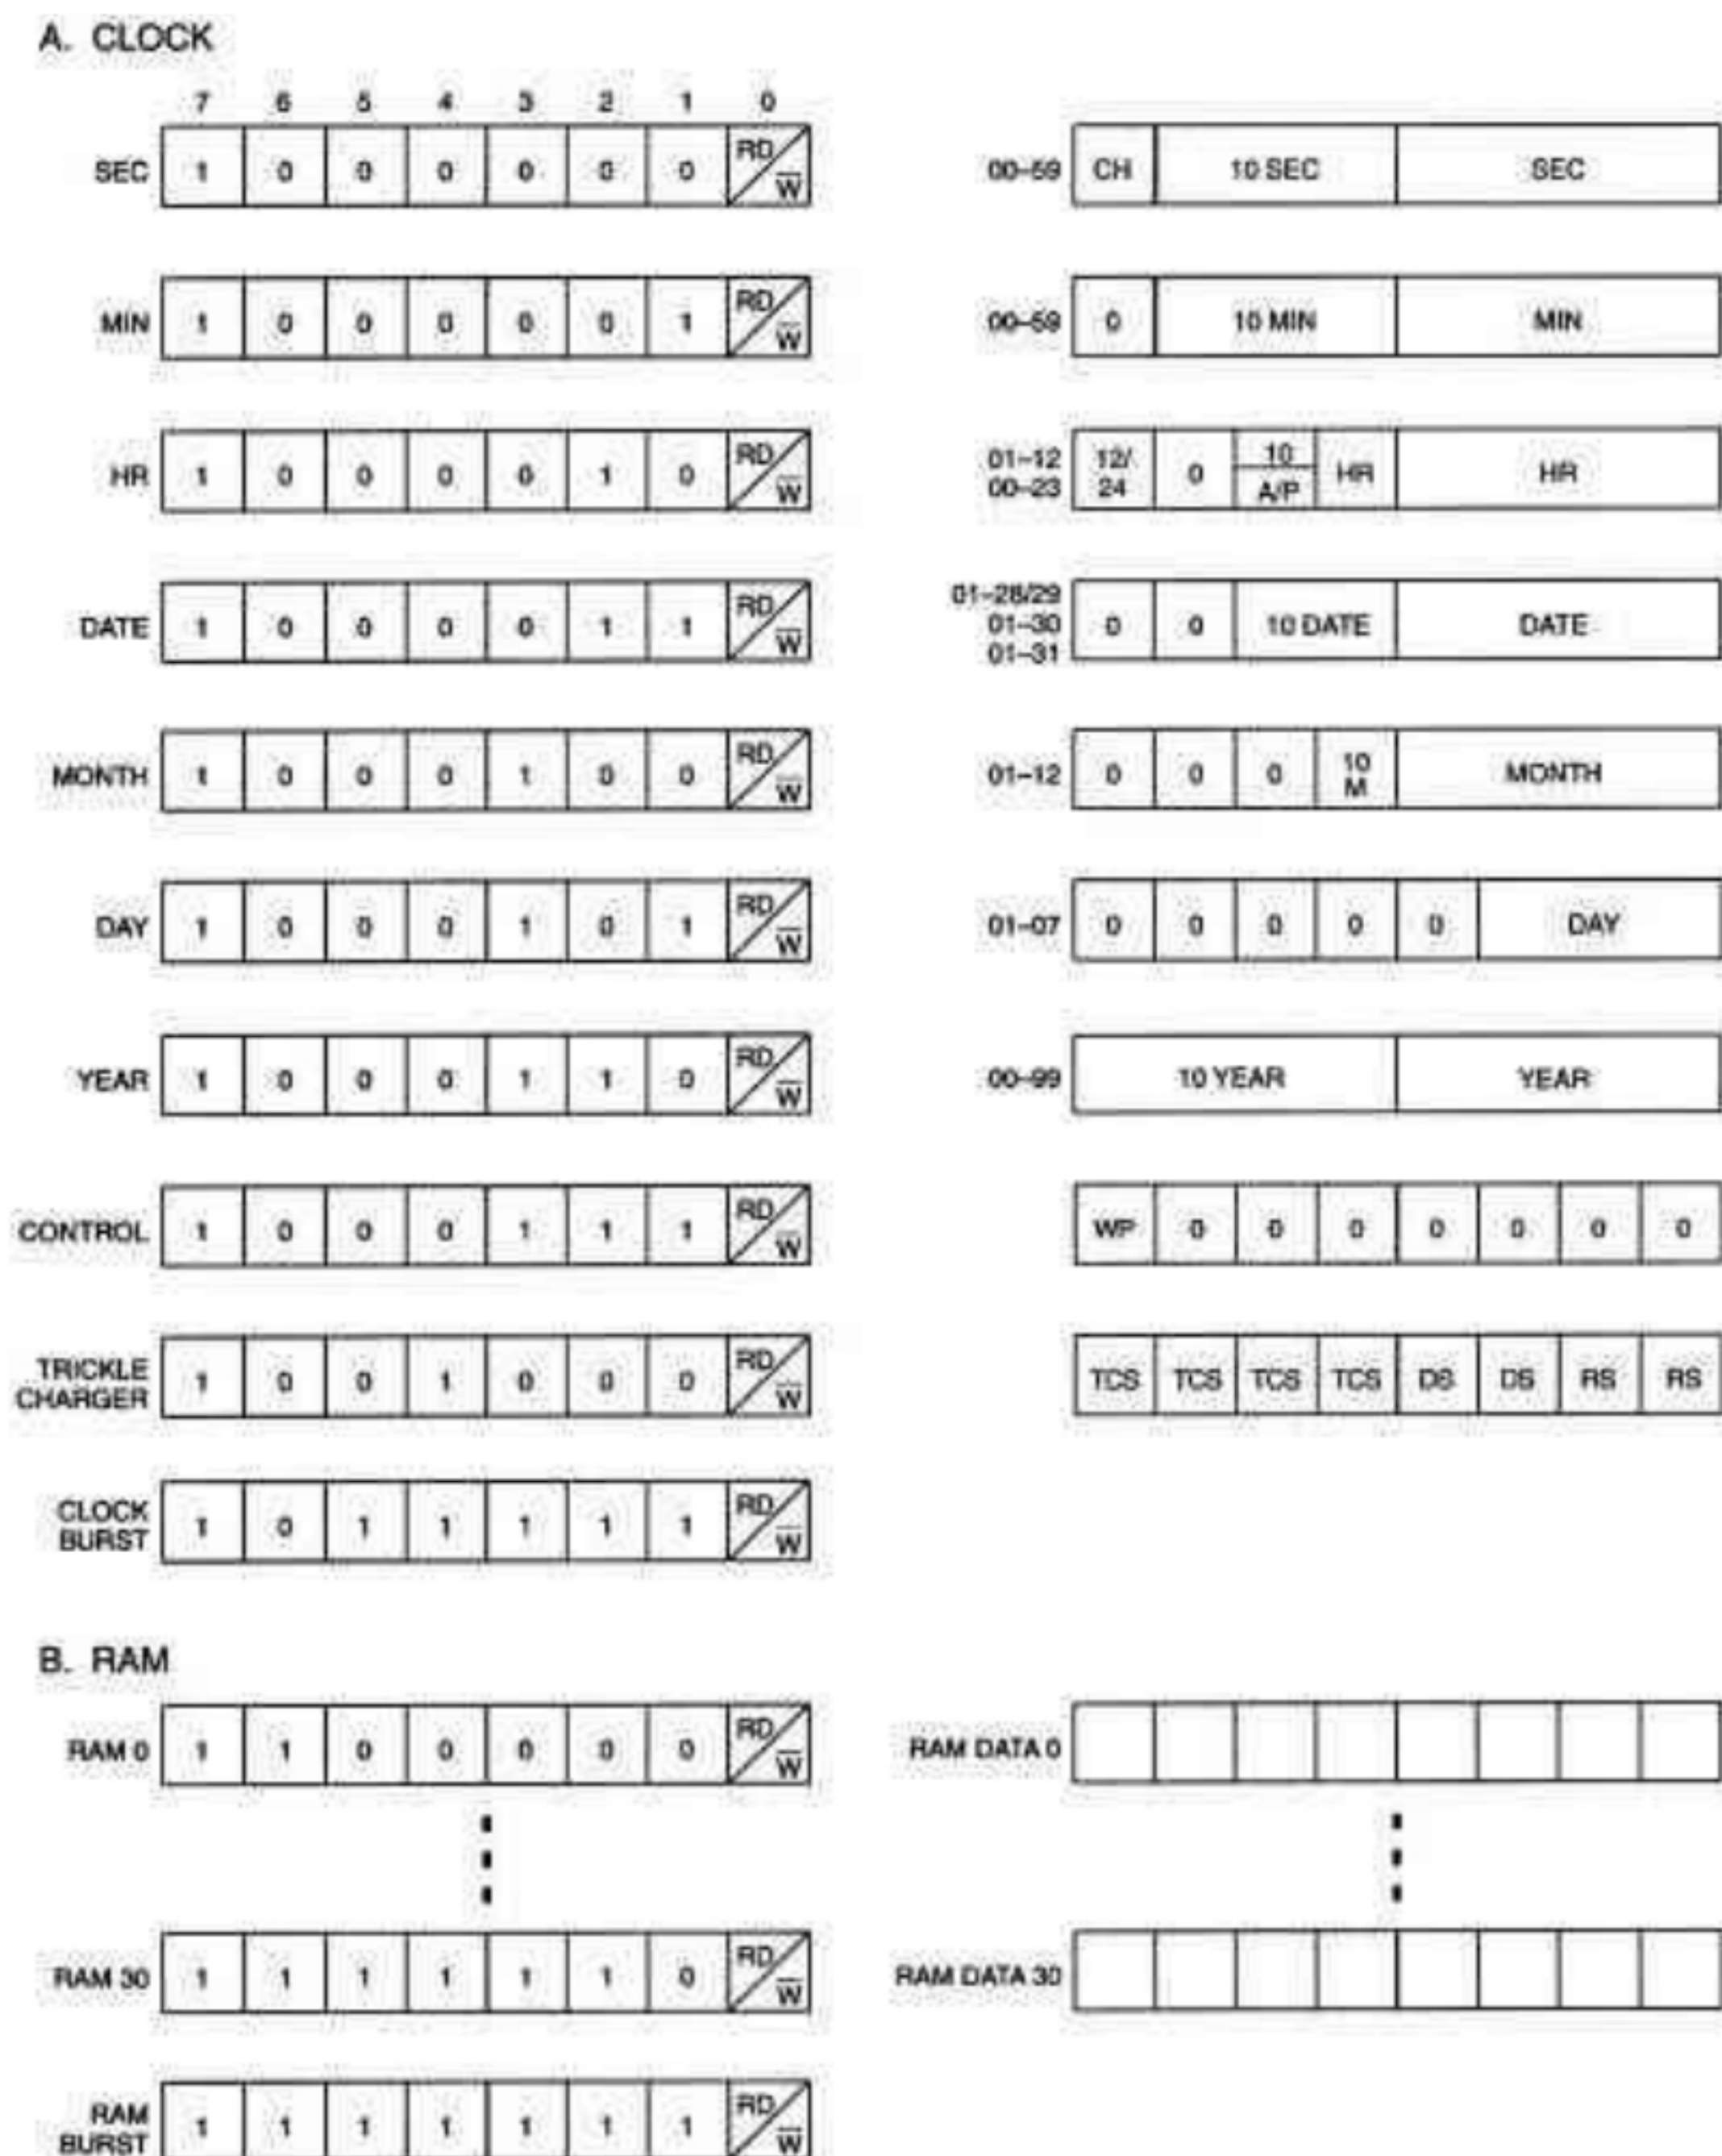 A. CLOCK
7 6 5 4 3 2 1 0
SEC 1 0 0 0 0 0 0 RD/W̅ 00–59 CH 10 SEC SEC
MIN 1 0 0 0 0 0 1 RD/W̅ 00–59 0 10 MIN MIN
HR 1 0 0 0 0 1 0 RD/W̅ 01–12 00–23 12/24 0 10 A/P HR HR
DATE 1 0 0 0 0 1 1 RD/W̅ 01–28/29 01–30 01–31 0 0 10 DATE DATE
MONTH 1 0 0 0 1 0 0 RD/W̅ 01–12 0 0 0 10 M MONTH
DAY 1 0 0 0 1 0 1 RD/W̅ 01–07 0 0 0 0 0 DAY
YEAR 1 0 0 0 1 1 0 RD/W̅ 00–99 10 YEAR YEAR
CONTROL 1 0 0 0 1 1 1 RD/W̅ WP 0 0 0 0 0 0 0
TRICKLE CHARGER 1 0 0 1 0 0 0 RD/W̅ TCS TCS TCS TCS DS DS RS RS
CLOCK BURST 1 0 1 1 1 1 1 RD/W̅
B. RAM
RAM 0 1 1 0 0 0 0 0 RD/W̅ RAM DATA 0
RAM 30 1 1 1 1 1 1 0 RD/W̅ RAM DATA 30
RAM BURST 1 1 1 1 1 1 1 RD/W̅